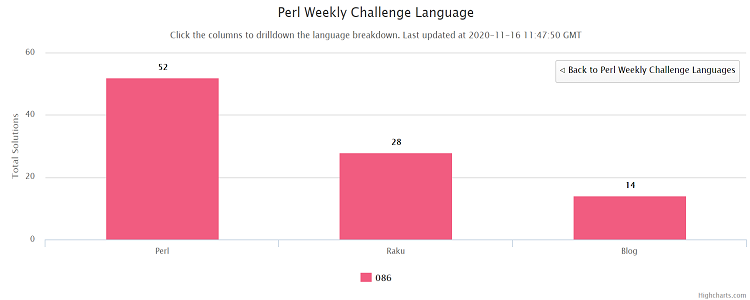 Perl Weekly Challenge Language
Click the columns to drilldown the language breakdown. Last updated at 2020-11-16 11:47:50 GMT
◁ Back to Perl Weekly Challenge Languages
Total Solutions
60
40
20
0
52
28
14
Perl
Raku
Blog
086
Highcharts.com